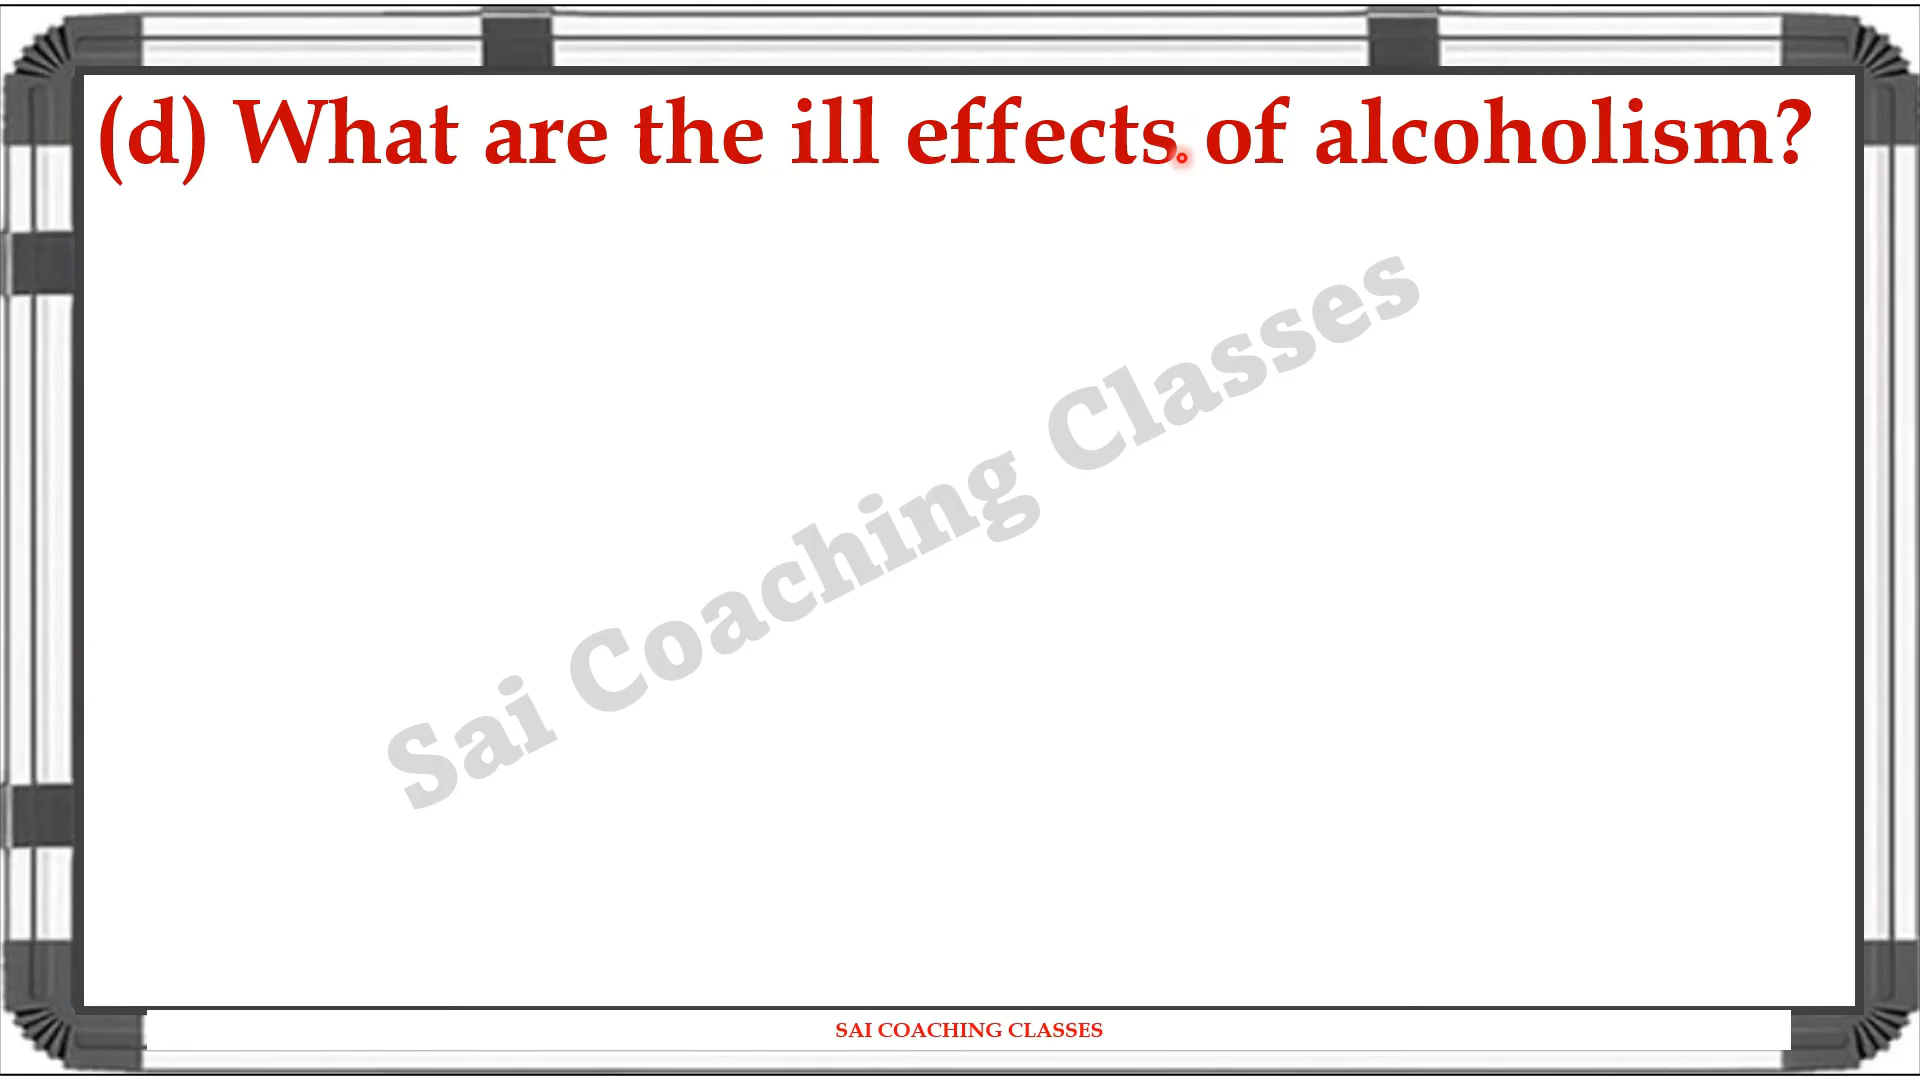 (d) What are the ill effects of alcoholism?
Sai Coaching Classes
SAI COACHING CLASSES